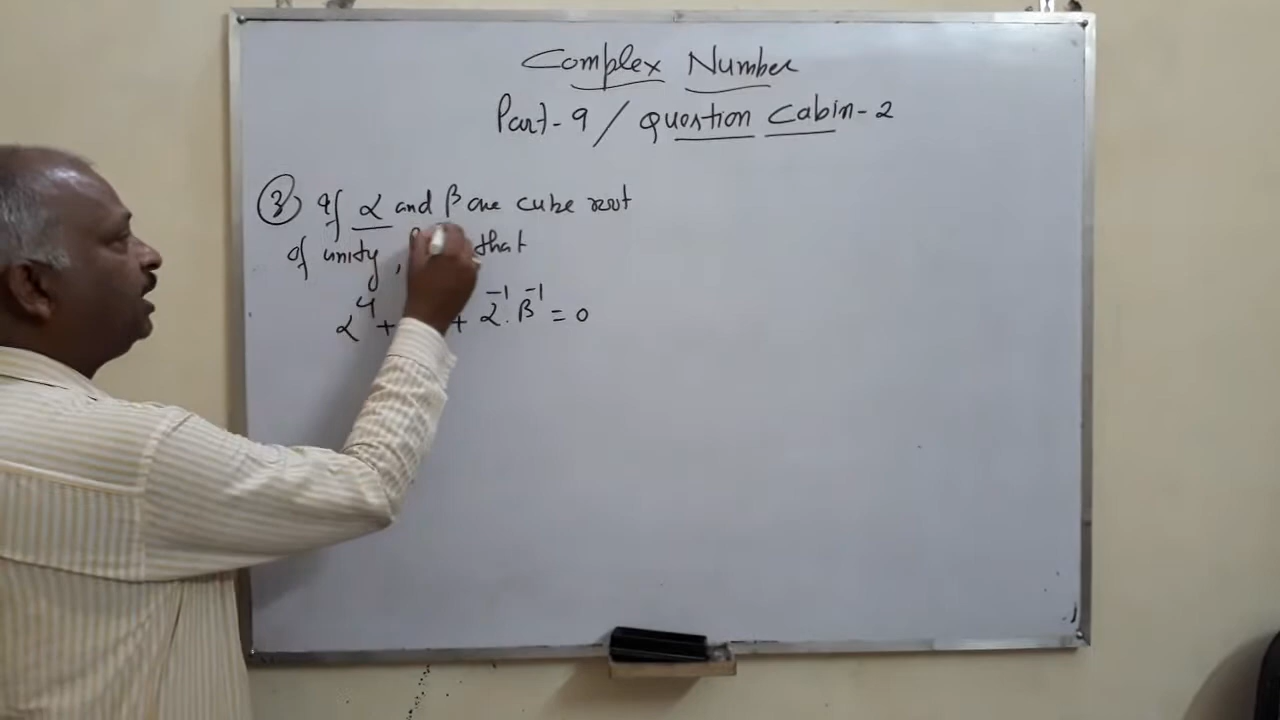 Complex Number
Part-9 / Question Cabin-2
3) If α and β are cube root
of unity, that
α⁴ + + α⁻¹.β⁻¹ = 0